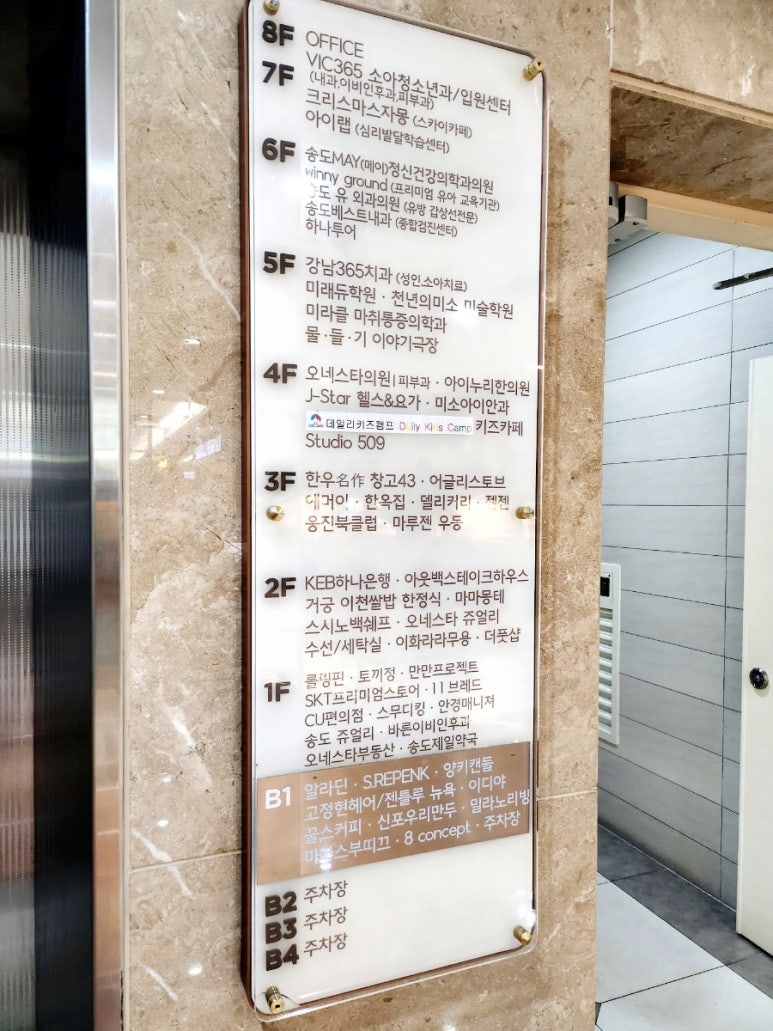 8F OFFICE
7F VIC365 소아청소년과/입원센터
(내과,이비인후과,피부과)
크리스마스자몽 (스카이카페)
아이랩 (심리발달학습센터)
6F 송도MAY(메이)정신건강의학과의원
winny ground (프리미엄 유아 교육기관)
송도 유 외과의원 (유방 갑상선전문)
송도베스트내과 (종합검진센터)
하나투어
5F 강남365치과 (성인.소아치료)
미래듀학원 · 천년의미소 미술학원
미라클 마취통증의학과
물·들·기 이야기극장
4F 오네스타의원|피부과 · 아이누리한의원
J-Star 헬스&요가 · 미소아이안과
데일리키즈캠프 Daily Kids Camp 키즈카페
Studio 509
3F 한우名作 창고43 · 어글리스토브
애머이 · 한옥집 · 델리커리 · 젠젠
웅진북클럽 · 마루젠 우동
2F KEB하나은행 · 아웃백스테이크하우스
거궁 이천쌀밥 한정식 · 마마몽테
스시노백쉐프 · 오네스타 쥬얼리
수선/세탁실 · 이화라라무용 · 더풋샵
1F 롤링핀 · 토끼정 · 만만프로젝트
SKT프리미엄스토어 · 11 브레드
CU편의점 · 스무디킹 · 안경매니져
송도 쥬얼리 · 바른이비인후과
오네스타부동산 · 송도제일약국
B1 알라딘 · S.REPENK · 양키캔들
고정현헤어/젠틀루 뉴욕 · 이디야
꿀스커피 · 신포우리만두 · 밀라노리빙
8 concept · 주차장
B2 주차장
B3 주차장
B4 주차장